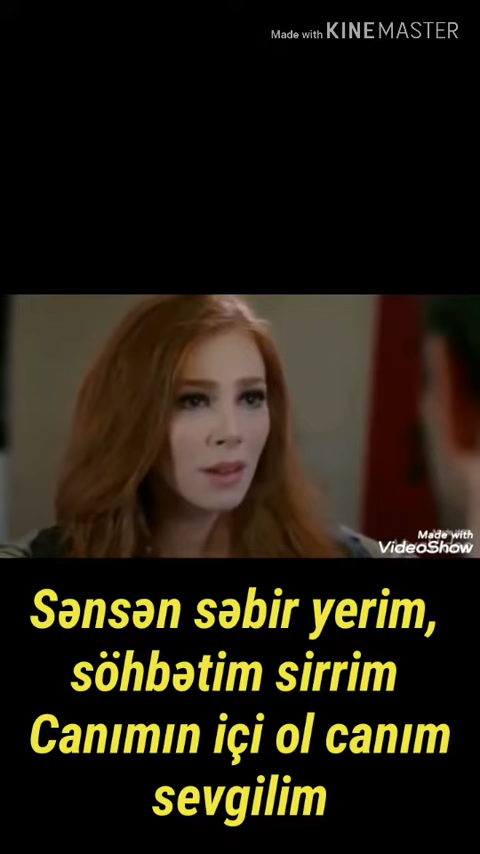 Made with KINEMASTER
Made with
VideoShow
Sənsən səbir yerim,
söhbətim sirrim
Canımın içi ol canım
sevgilim